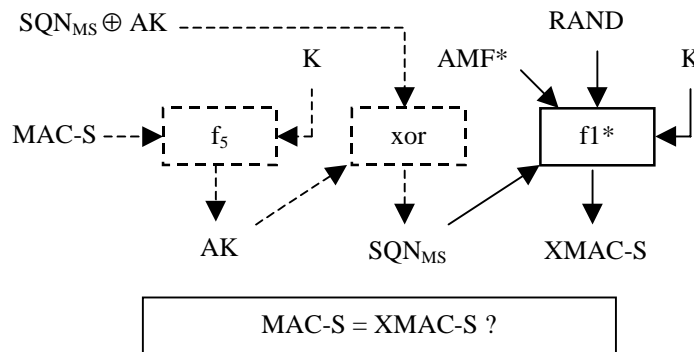 SQN_MS ⊕ AK
RAND
K
AMF*
K
MAC-S
f₅
xor
f1*
AK
SQN_MS
XMAC-S
MAC-S = XMAC-S ?